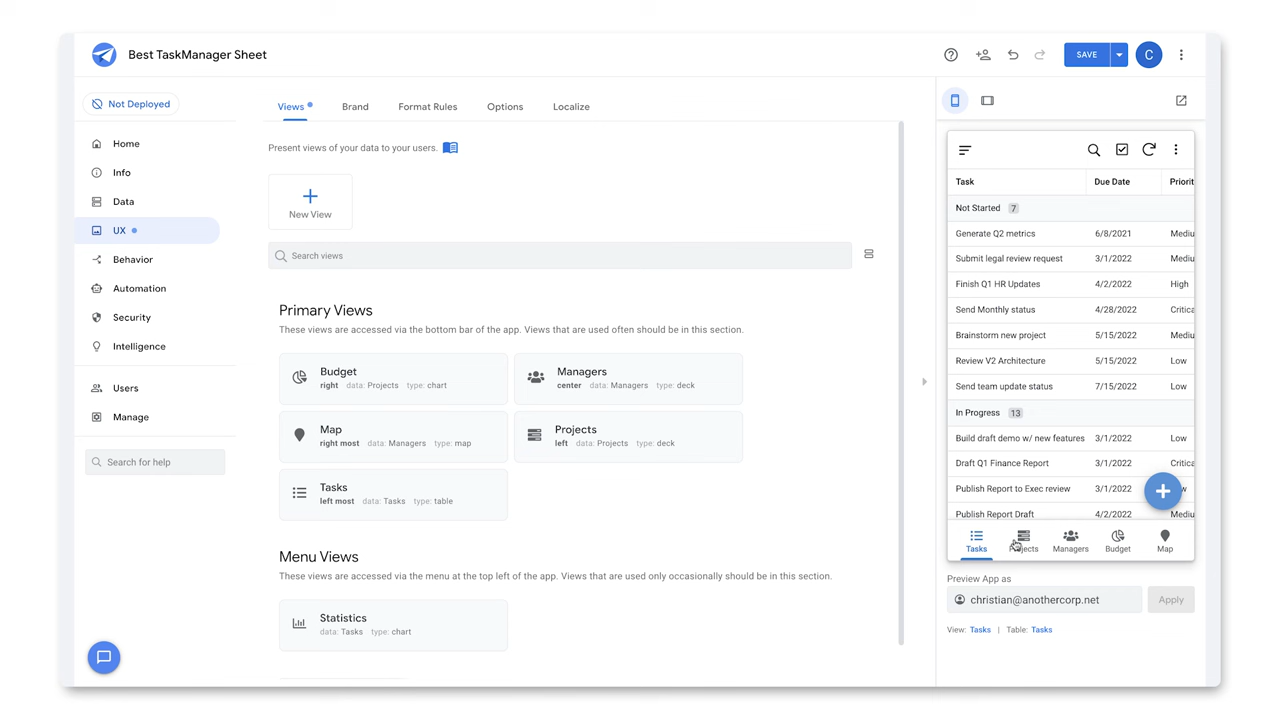 Best TaskManager Sheet
SAVE
C
Not Deployed
Home
Info
Data
UX
Behavior
Automation
Security
Intelligence
Users
Manage
Search for help
Views
Brand
Format Rules
Options
Localize
Present views of your data to your users.
New View
Search views
Primary Views
These views are accessed via the bottom bar of the app. Views that are used often should be in this section.
Budget
right data: Projects type: chart
Managers
center data: Managers type: deck
Map
right most data: Managers type: map
Projects
left data: Projects type: deck
Tasks
left most data: Tasks type: table
Menu Views
These views are accessed via the menu at the top left of the app. Views that are used only occasionally should be in this section.
Statistics
data: Tasks type: chart
Task Due Date Priorit
Not Started 7
Generate Q2 metrics 6/8/2021 Mediu
Submit legal review request 3/1/2022 Mediu
Finish Q1 HR Updates 4/2/2022 High
Send Monthly status 4/28/2022 Critica
Brainstorm new project 5/15/2022 Mediu
Review V2 Architecture 5/15/2022 Low
Send team update status 7/15/2022 Low
In Progress 13
Build draft demo w/ new features 3/1/2022 Low
Draft Q1 Finance Report 3/1/2022 Critica
Publish Report to Exec review 3/1/2022
Publish Report Draft 4/2/2022 Mediu
Tasks Projects Managers Budget Map
Preview App as
christian@anothercorp.net Apply
View: Tasks | Table: Tasks